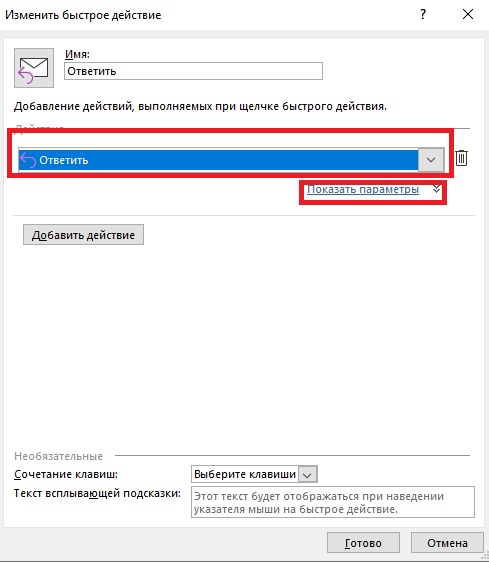 Изменить быстрое действие
?
Имя:
Ответить
Добавление действий, выполняемых при щелчке быстрого действия.
Действия
Ответить
Показать параметры
Добавить действие
Необязательные
Сочетание клавиш:
Выберите клавиши
Текст всплывающей подсказки:
Этот текст будет отображаться при наведении
указателя мыши на быстрое действие.
Готово
Отмена